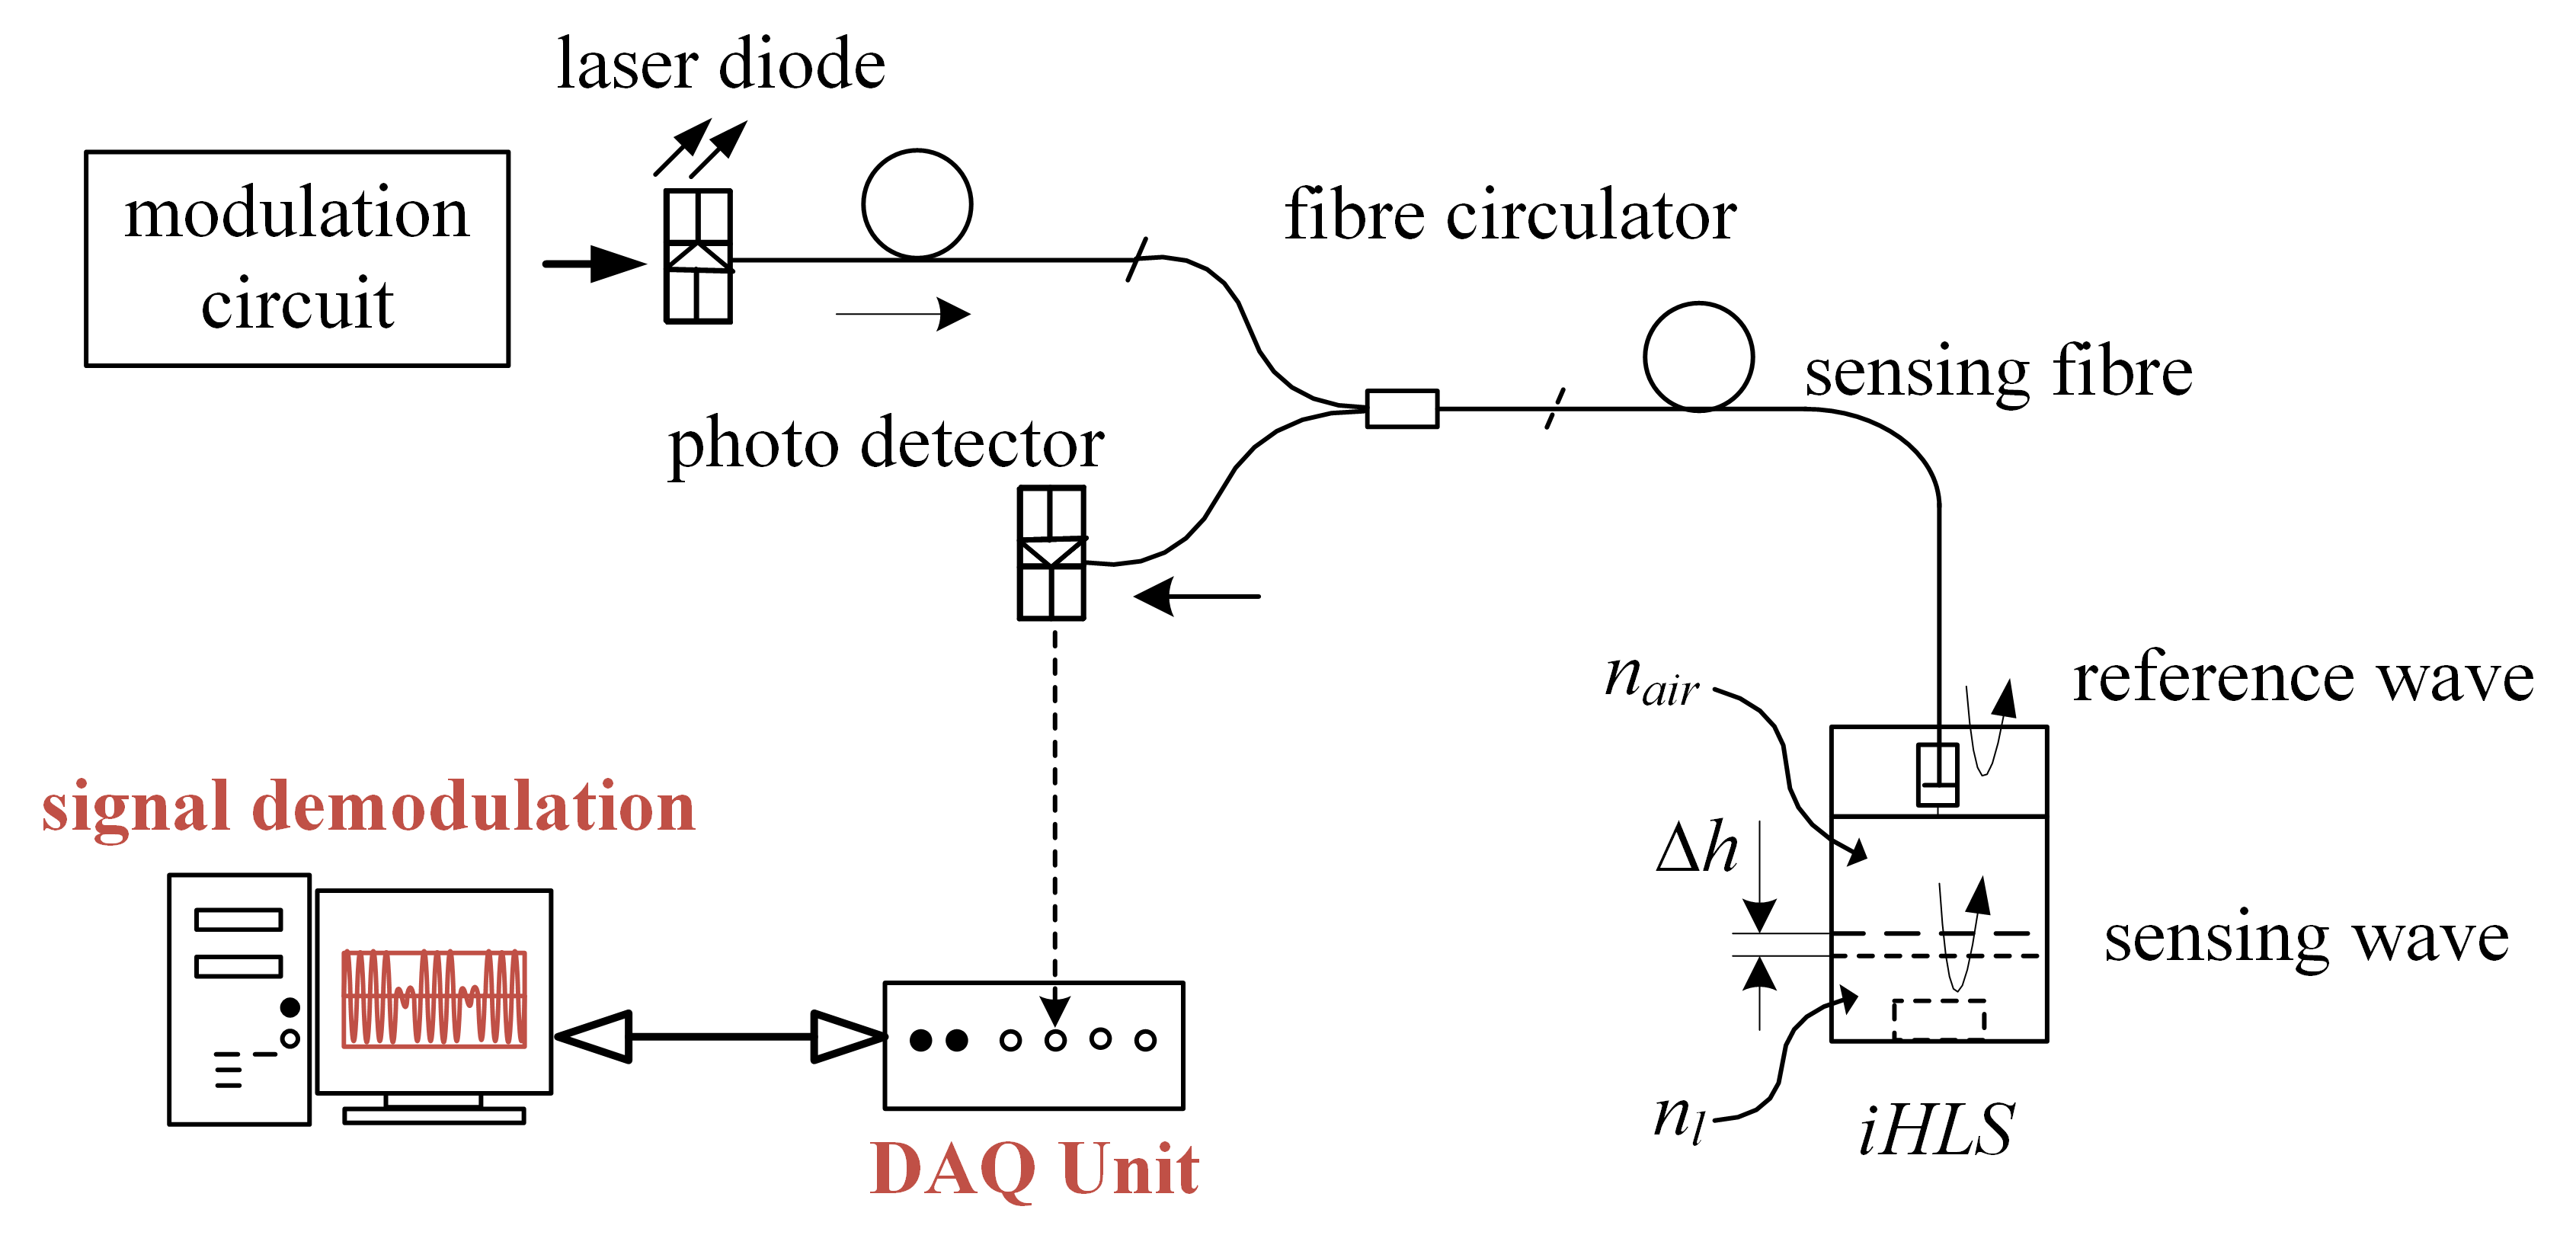 laser diode
modulation
circuit
fibre circulator
sensing fibre
photo detector
n_air
reference wave
signal demodulation
Δh
sensing wave
n_l
iHLS
DAQ Unit